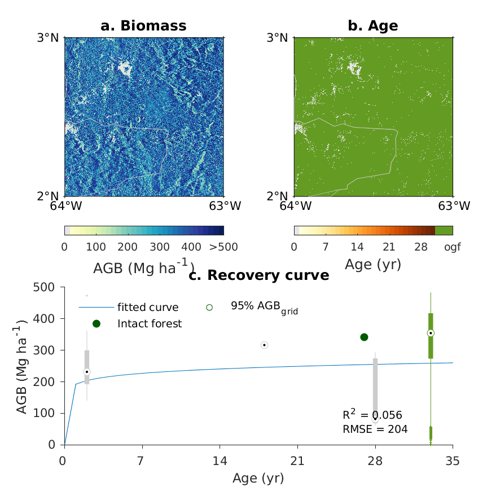 a. Biomass
b. Age
3°N
3°N
2°N
2°N
64°W 63°W
64°W 63°W
0 100 200 300 400 >500
0 7 14 21 28 ogf
AGB (Mg ha-1)
Age (yr)
c. Recovery curve
500
400
300
200
100
0
AGB (Mg ha-1)
fitted curve
95% AGBgrid
Intact forest
R2 = 0.056
RMSE = 204
0 7 14 21 28 35
Age (yr)